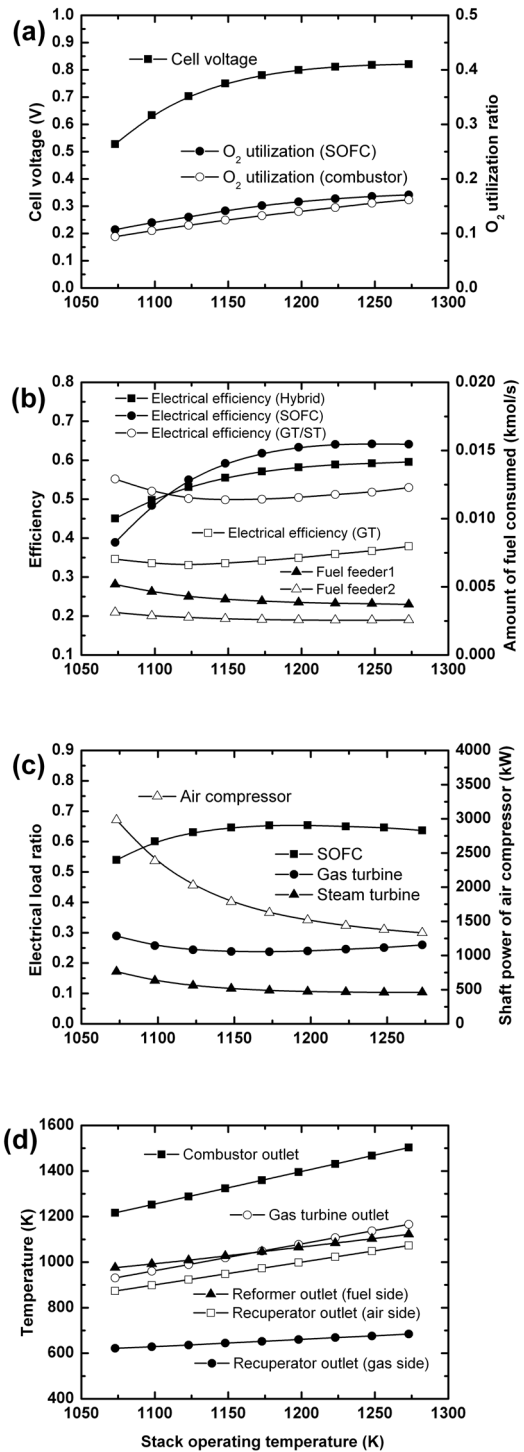 (a)
1.0
0.9
0.8
0.7
0.6
0.5
0.4
0.3
0.2
0.1
0.0
Cell voltage (V)
Cell voltage
O2 utilization (SOFC)
O2 utilization (combustor)
0.5
0.4
0.3
0.2
0.1
0.0
O2 utilization ratio
1050 1100 1150 1200 1250 1300
(b)
0.8
0.7
0.6
0.5
0.4
0.3
0.2
0.1
Efficiency
Electrical efficiency (Hybrid)
Electrical efficiency (SOFC)
Electrical efficiency (GT/ST)
Electrical efficiency (GT)
Fuel feeder1
Fuel feeder2
0.020
0.015
0.010
0.005
0.000
Amount of fuel consumed (kmol/s)
1050 1100 1150 1200 1250 1300
(c)
0.9
0.8
0.7
0.6
0.5
0.4
0.3
0.2
0.1
0.0
Electrical load ratio
Air compressor
SOFC
Gas turbine
Steam turbine
4000
3500
3000
2500
2000
1500
1000
500
0
Shaft power of air compressor (kW)
1050 1100 1150 1200 1250
(d)
1600
1400
1200
1000
800
600
400
Temperature (K)
Combustor outlet
Gas turbine outlet
Reformer outlet (fuel side)
Recuperator outlet (air side)
Recuperator outlet (gas side)
1050 1100 1150 1200 1250 1300
Stack operating temperature (K)